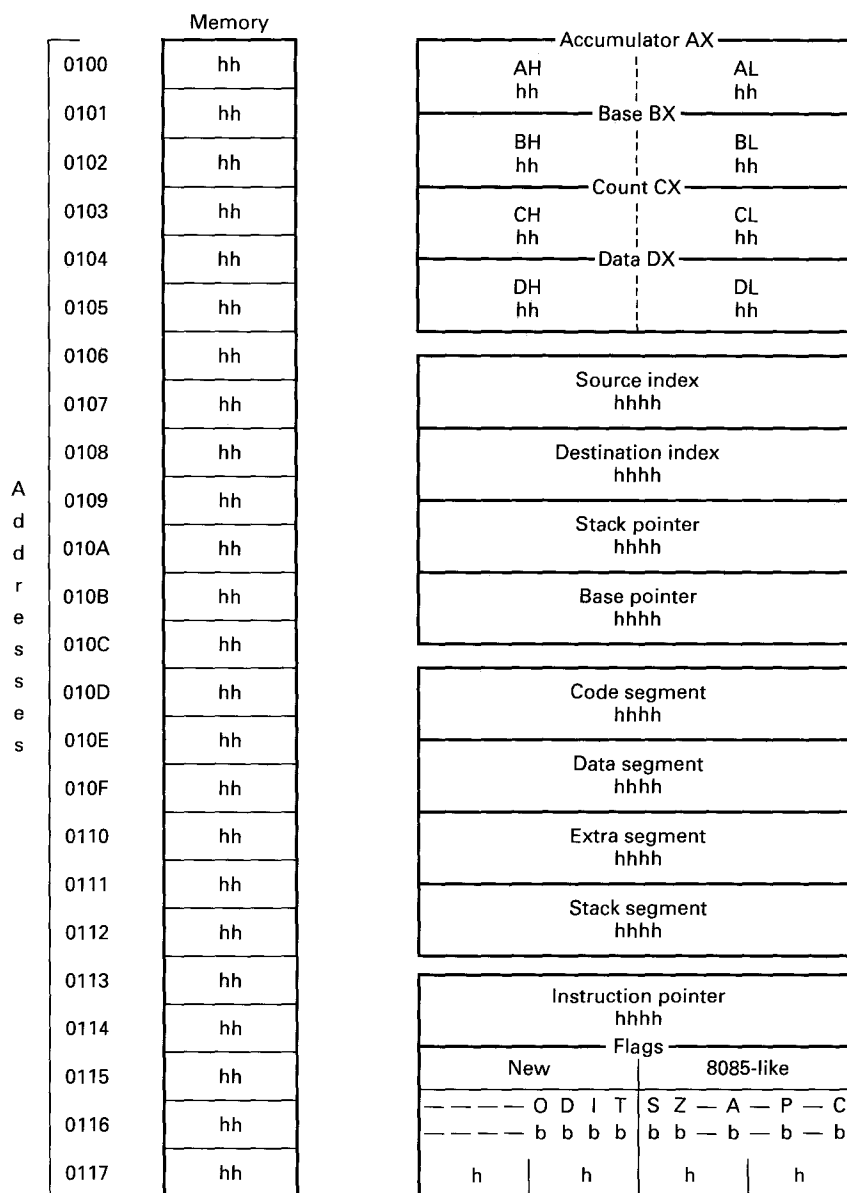 Memory
0100 hh
0101 hh
0102 hh
0103 hh
0104 hh
0105 hh
0106 hh
0107 hh
0108 hh
0109 hh
010A hh
010B hh
010C hh
010D hh
010E hh
010F hh
0110 hh
0111 hh
0112 hh
0113 hh
0114 hh
0115 hh
0116 hh
0117 hh
Addresses
Accumulator AX
AH AL
hh hh
Base BX
BH BL
hh hh
Count CX
CH CL
hh hh
Data DX
DH DL
hh hh
Source index
hhhh
Destination index
hhhh
Stack pointer
hhhh
Base pointer
hhhh
Code segment
hhhh
Data segment
hhhh
Extra segment
hhhh
Stack segment
hhhh
Instruction pointer
hhhh
Flags
New 8085-like
— — — — O D I T S Z — A — P — C
— — — — b b b b b b — b — b — b
h h h h